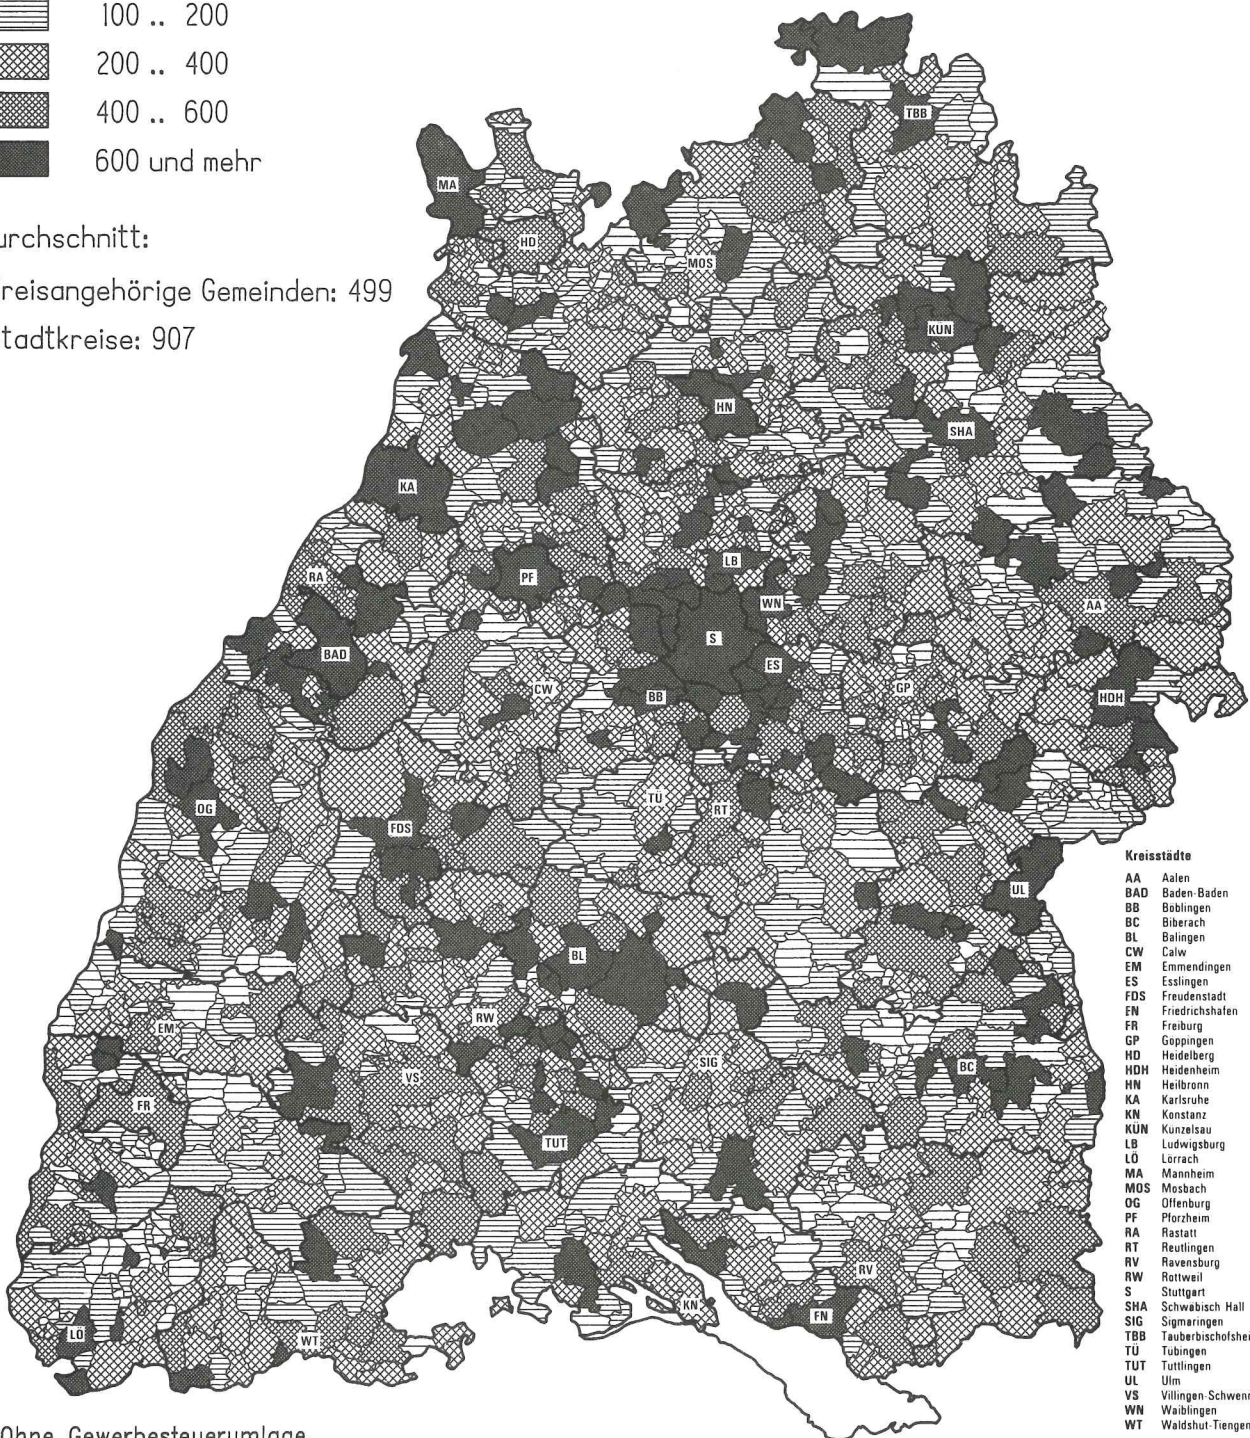 100 .. 200
200 .. 400
400 .. 600
600 und mehr
urchschnitt:
reisangehörige Gemeinden: 499
tadtkreise: 907
TBB
MA
HD
MOS
KÜN
HN
SHA
KA
LB
PF
RA
WN
AA
S
BAD
ES
CW
BB
GP
HDH
TÜ
RT
OG
FDS
UL
BL
RW
EM
SIG
BC
VS
FR
TUT
RV
KN
FN
LÖ
WT
Kreisstädte
AA Aalen
BAD Baden-Baden
BB Böblingen
BC Biberach
BL Balingen
CW Calw
EM Emmendingen
ES Esslingen
FDS Freudenstadt
FN Friedrichshafen
FR Freiburg
GP Göppingen
HD Heidelberg
HDH Heidenheim
HN Heilbronn
KA Karlsruhe
KN Konstanz
KÜN Künzelsau
LB Ludwigsburg
LÖ Lörrach
MA Mannheim
MOS Mosbach
OG Offenburg
PF Pforzheim
RA Rastatt
RT Reutlingen
RV Ravensburg
RW Rottweil
S Stuttgart
SHA Schwäbisch Hall
SIG Sigmaringen
TBB Tauberbischofshei
TÜ Tübingen
TUT Tuttlingen
UL Ulm
VS Villingen-Schwenn
WN Waiblingen
WT Waldshut-Tiengen
Ohne Gewerbesteuerumlage